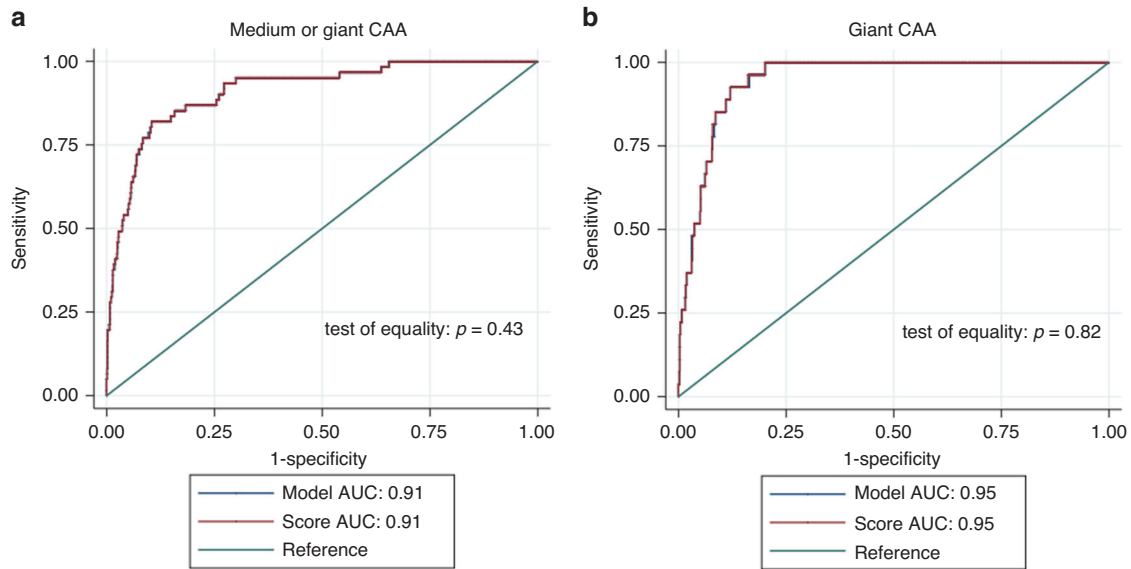 a
Medium or giant CAA
1.00
0.75
0.50
0.25
0.00
Sensitivity
test of equality: p = 0.43
0.00 0.25 0.50 0.75 1.00
1-specificity
Model AUC: 0.91
Score AUC: 0.91
Reference
b
Giant CAA
1.00
0.75
0.50
0.25
0.00
Sensitivity
test of equality: p = 0.82
0.00 0.25 0.50 0.75 1.00
1-specificity
Model AUC: 0.95
Score AUC: 0.95
Reference